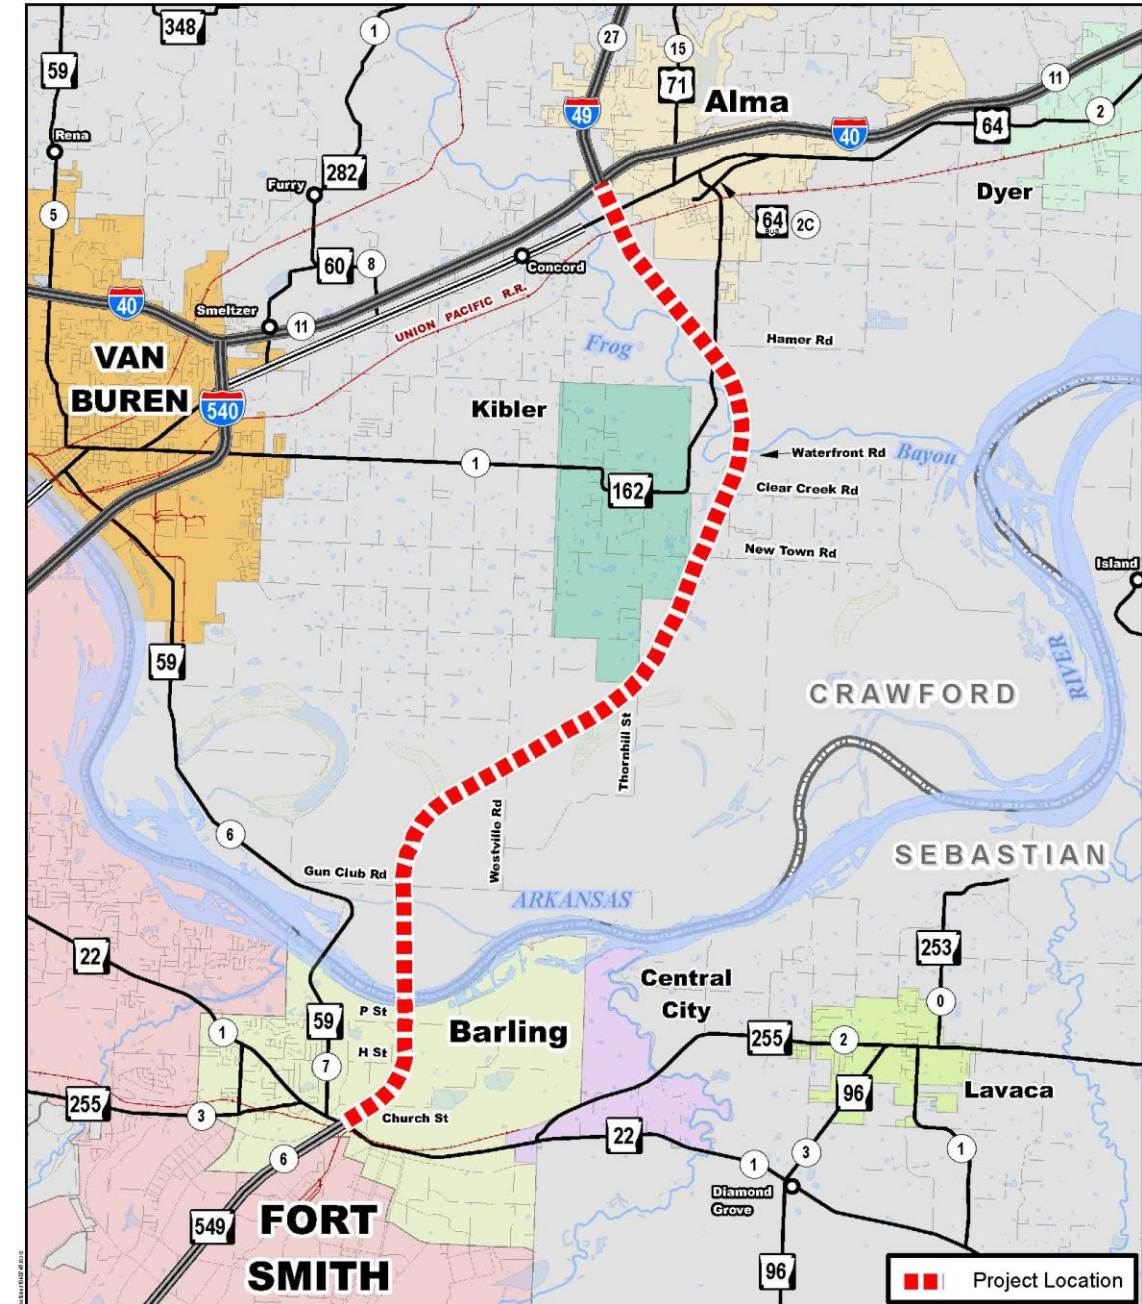 348
1
27
15
59
49
71
Alma
11
40
64
2
Rena
282
Furry
Dyer
5
64
BUS
2C
60
8
Concord
40
Smeltzer
11
UNION PACIFIC R.R.
Frog
Hamer Rd
VAN
BUREN
540
Kibler
1
162
Waterfront Rd
Bayou
Clear Creek Rd
New Town Rd
Island
59
RIVER
CRAWFORD
Thornhill St
6
Westville Rd
SEBASTIAN
Gun Club Rd
ARKANSAS
22
253
Central
City
1
P St
59
Barling
0
H St
7
255
2
255
3
Church St
96
Lavaca
6
22
1
3
1
Diamond
Grove
549
FORT
SMITH
96
Project Location